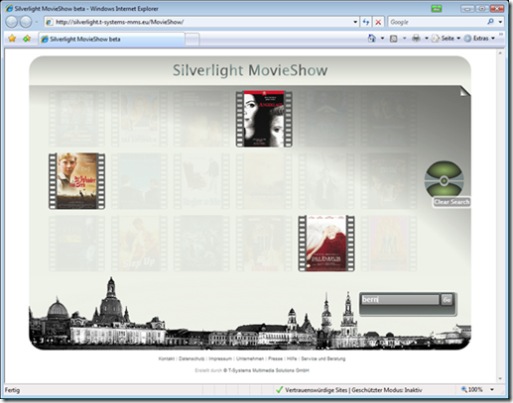 Silverlight MovieShow beta - Windows Internet Explorer
http://silverlight.t-systems-mms.eu/MovieShow/
Google
Silverlight MovieShow beta
Seite
Extras
Silverlight MovieShow
Clear Search
bern
Go
Kontakt | Datenschutz | Impressum | Unternehmen | Presse | Hilfe | Service und Beratung
Erstellt durch © T-Systems Multimedia Solutions GmbH
Fertig
Vertrauenswürdige Sites | Geschützter Modus: Inaktiv
100%